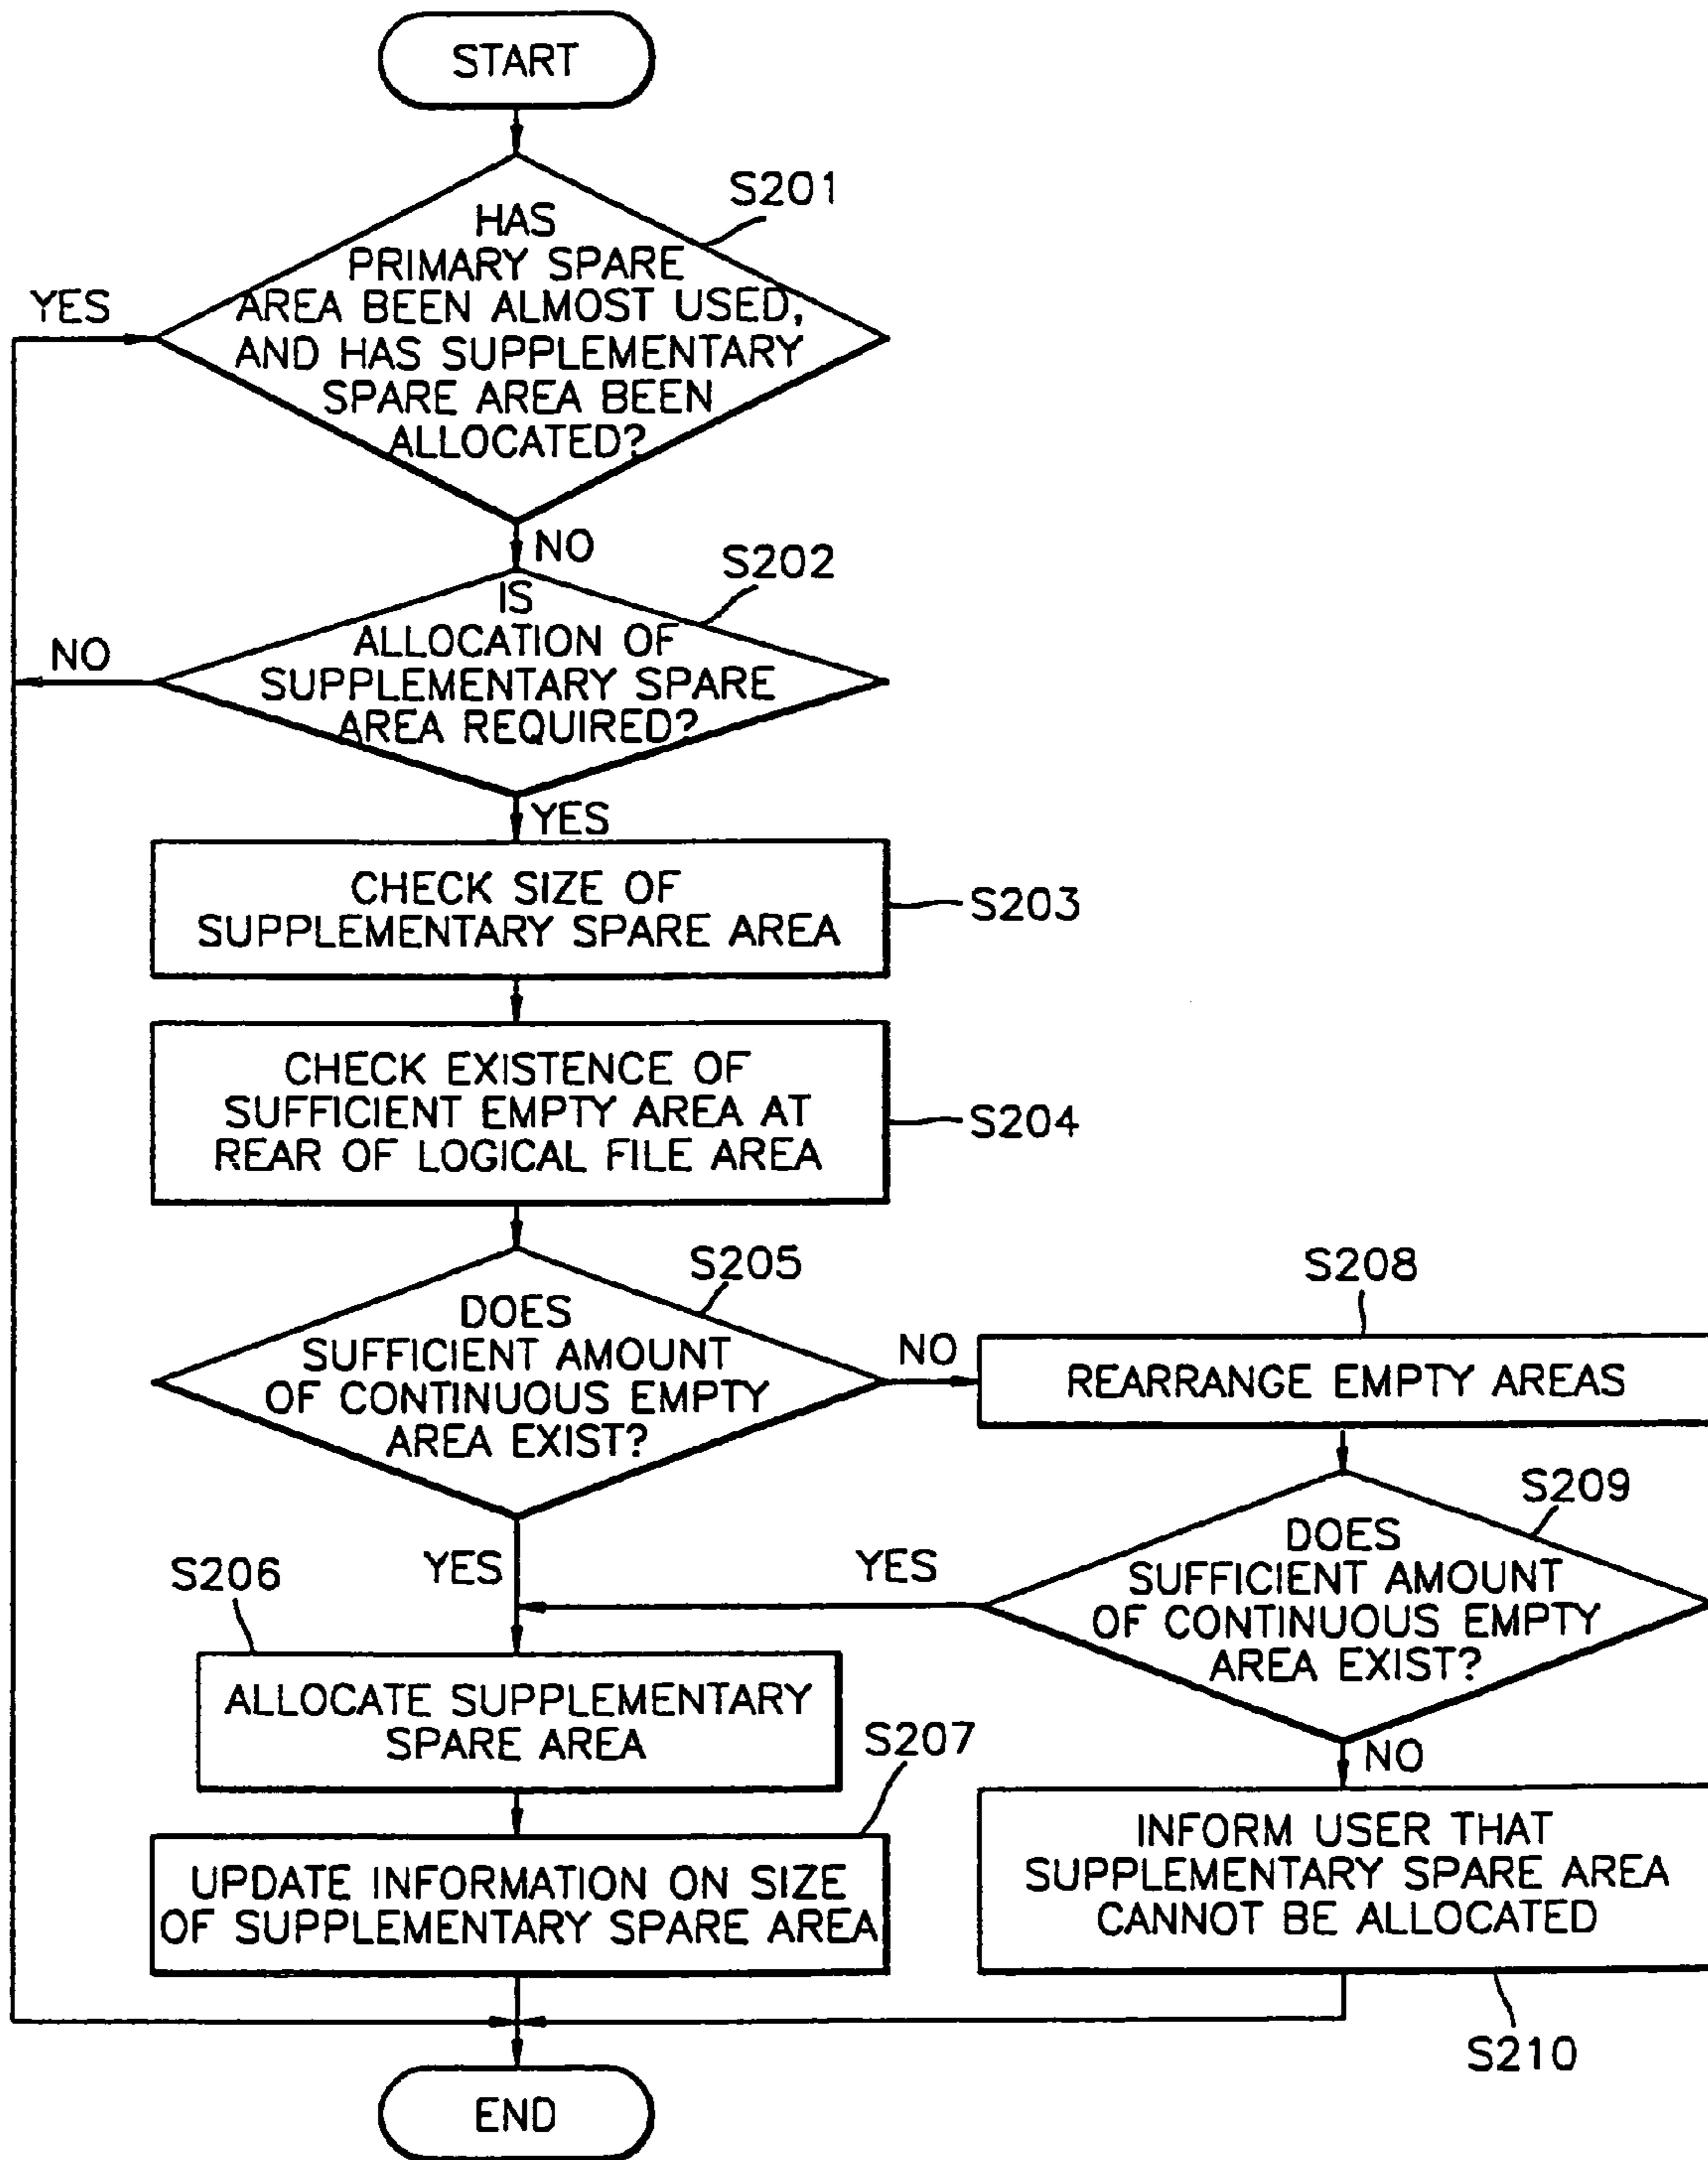 START
S201
HAS
PRIMARY SPARE
AREA BEEN ALMOST USED,
AND HAS SUPPLEMENTARY
SPARE AREA BEEN
ALLOCATED?
YES
NO
S202
IS
ALLOCATION OF
SUPPLEMENTARY SPARE
AREA REQUIRED?
NO
YES
CHECK SIZE OF
SUPPLEMENTARY SPARE AREA
S203
CHECK EXISTENCE OF
SUFFICIENT EMPTY AREA AT
REAR OF LOGICAL FILE AREA
S204
S205
DOES
SUFFICIENT AMOUNT
OF CONTINUOUS EMPTY
AREA EXIST?
NO
S208
REARRANGE EMPTY AREAS
S209
DOES
SUFFICIENT AMOUNT
OF CONTINUOUS EMPTY
AREA EXIST?
YES
YES
S206
ALLOCATE SUPPLEMENTARY
SPARE AREA
S207
UPDATE INFORMATION ON SIZE
OF SUPPLEMENTARY SPARE AREA
NO
INFORM USER THAT
SUPPLEMENTARY SPARE AREA
CANNOT BE ALLOCATED
S210
END